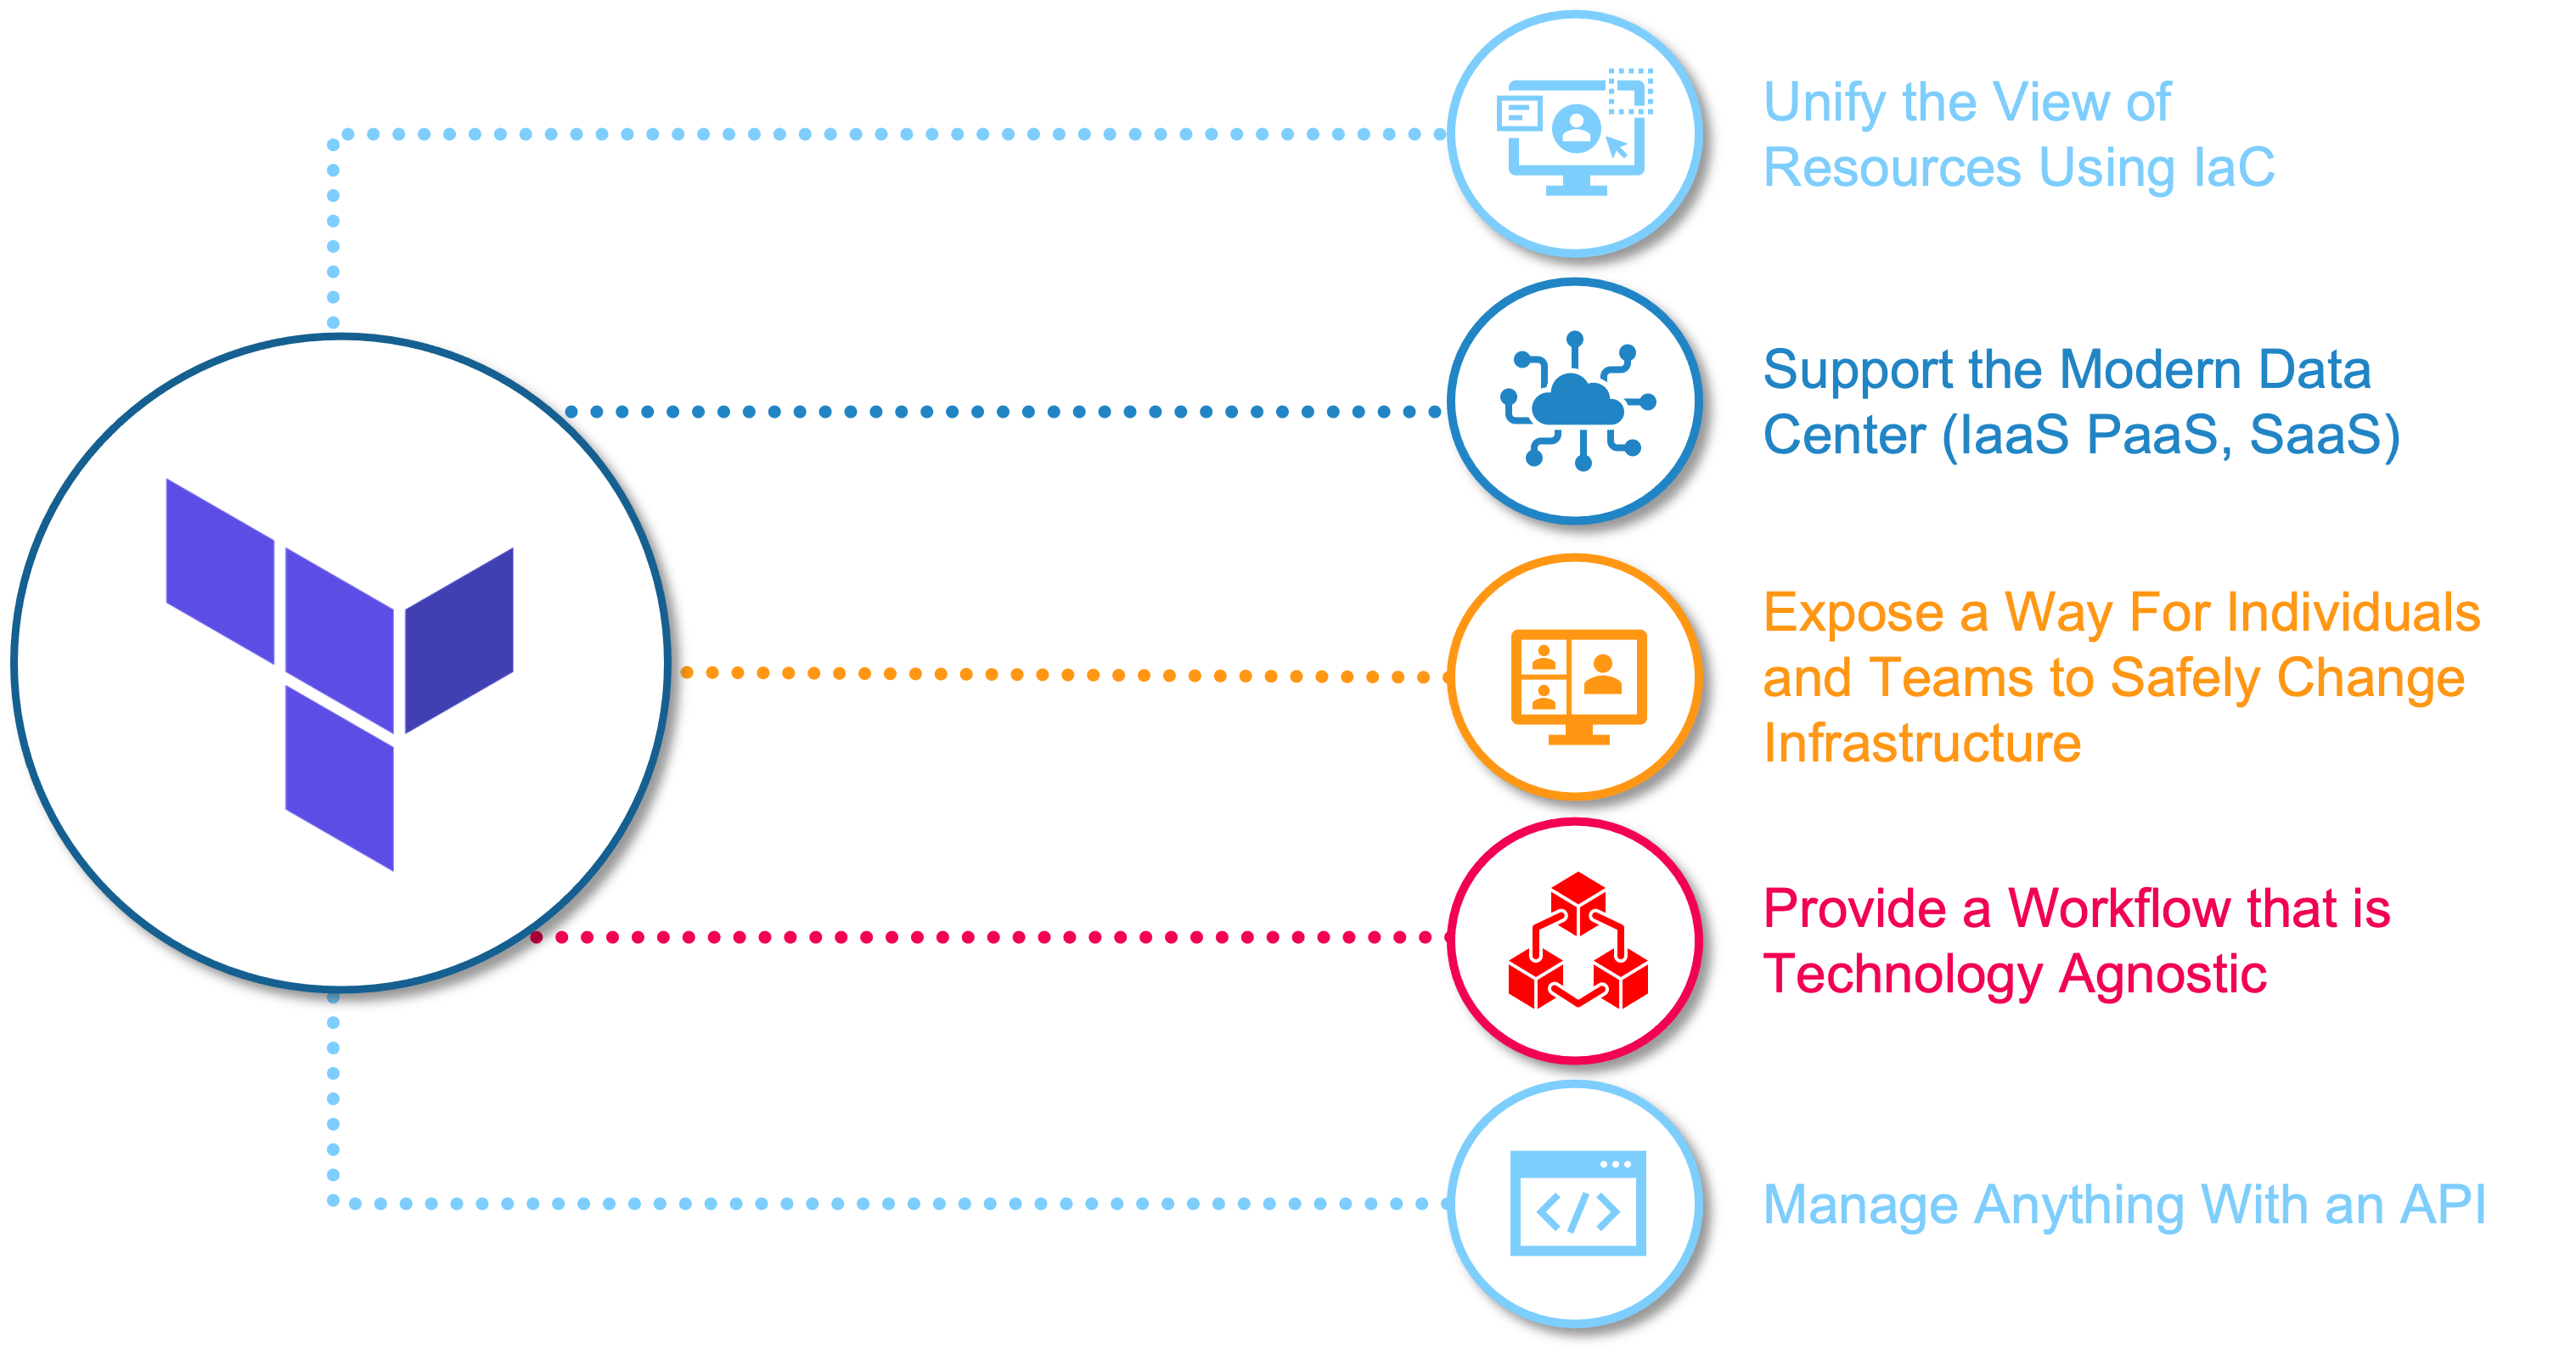 Unify the View of
Resources Using IaC
Support the Modern Data
Center (IaaS PaaS, SaaS)
Expose a Way For Individuals
and Teams to Safely Change
Infrastructure
Provide a Workflow that is
Technology Agnostic
Manage Anything With an API